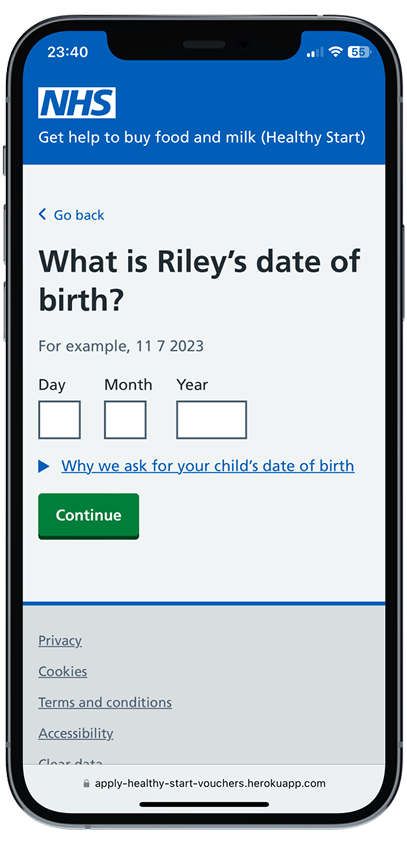 23:40
55
NHS
Get help to buy food and milk (Healthy Start)
Go back
What is Riley’s date of
birth?
For example, 11 7 2023
Day Month Year
Why we ask for your child’s date of birth
Continue
Privacy
Cookies
Terms and conditions
Accessibility
Clear data
apply-healthy-start-vouchers.herokuapp.com